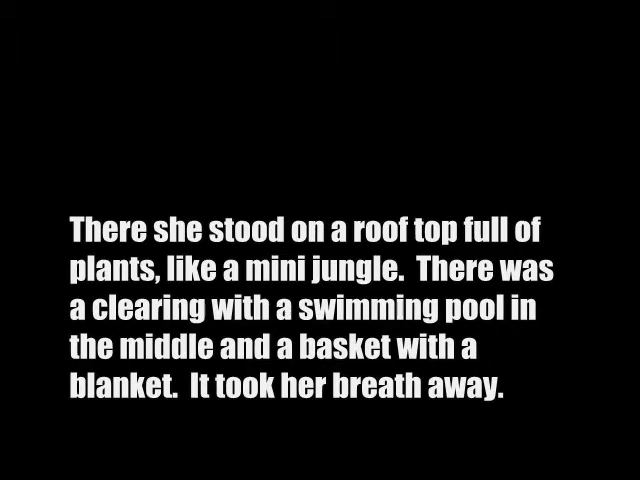 There she stood on a roof top full of
plants, like a mini jungle.  There was
a clearing with a swimming pool in
the middle and a basket with a
blanket.  It took her breath away.